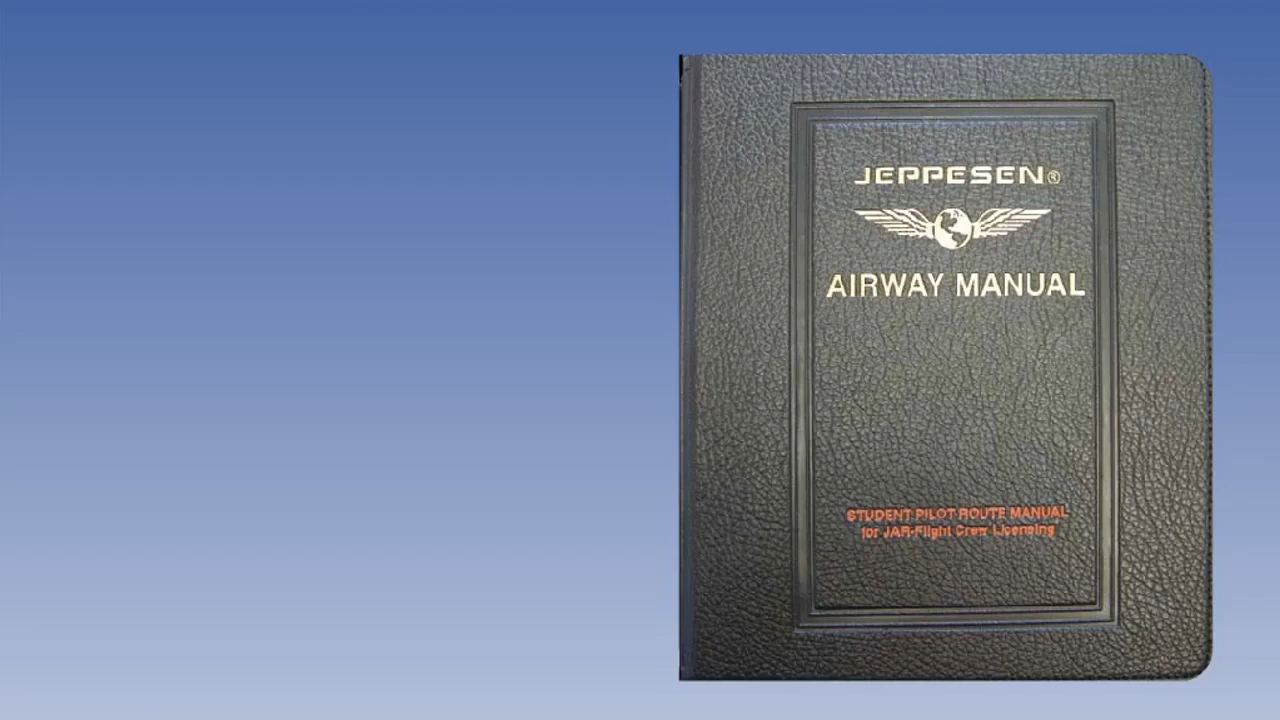 JEPPESEN®
AIRWAY MANUAL
STUDENT PILOT ROUTE MANUAL
for JAR-Flight Crew Licensing